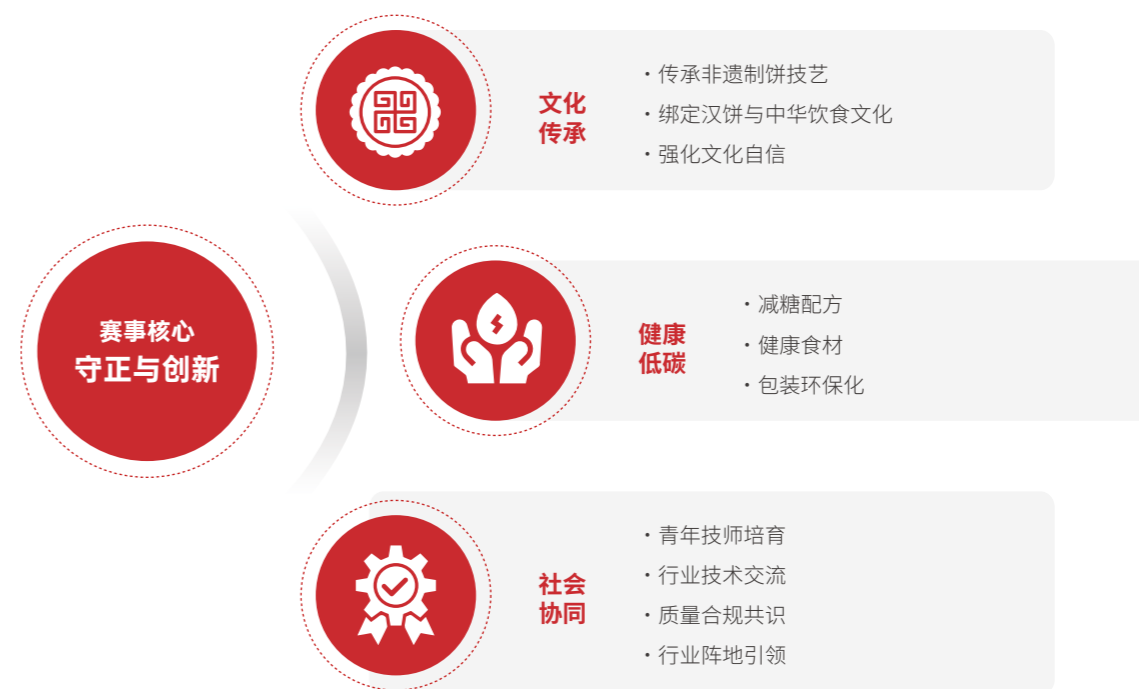 赛事核心
守正与创新
文化
传承
・传承非遗制饼技艺
・绑定汉饼与中华饮食文化
・强化文化自信
健康
低碳
・减糖配方
・健康食材
・包装环保化
社会
协同
・青年技师培育
・行业技术交流
・质量合规共识
・行业阵地引领